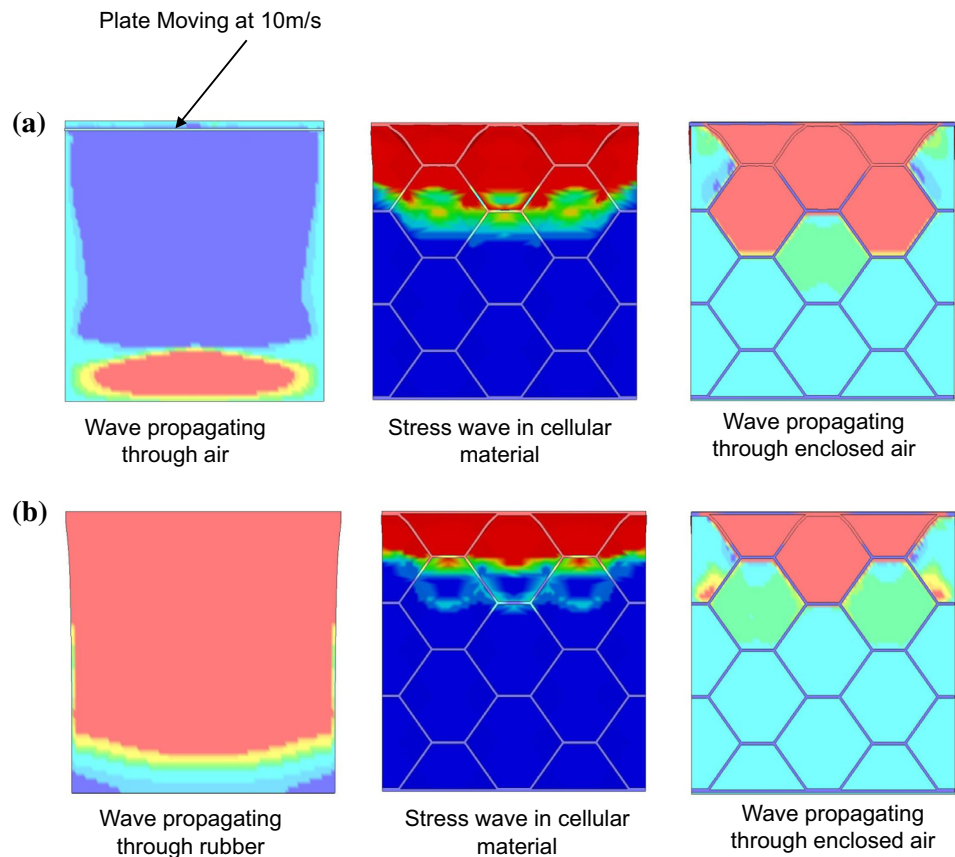 Plate Moving at 10m/s
(a)
Wave propagating
through air
Stress wave in cellular
material
Wave propagating
through enclosed air
(b)
Wave propagating
through rubber
Stress wave in cellular
material
Wave propagating
through enclosed air